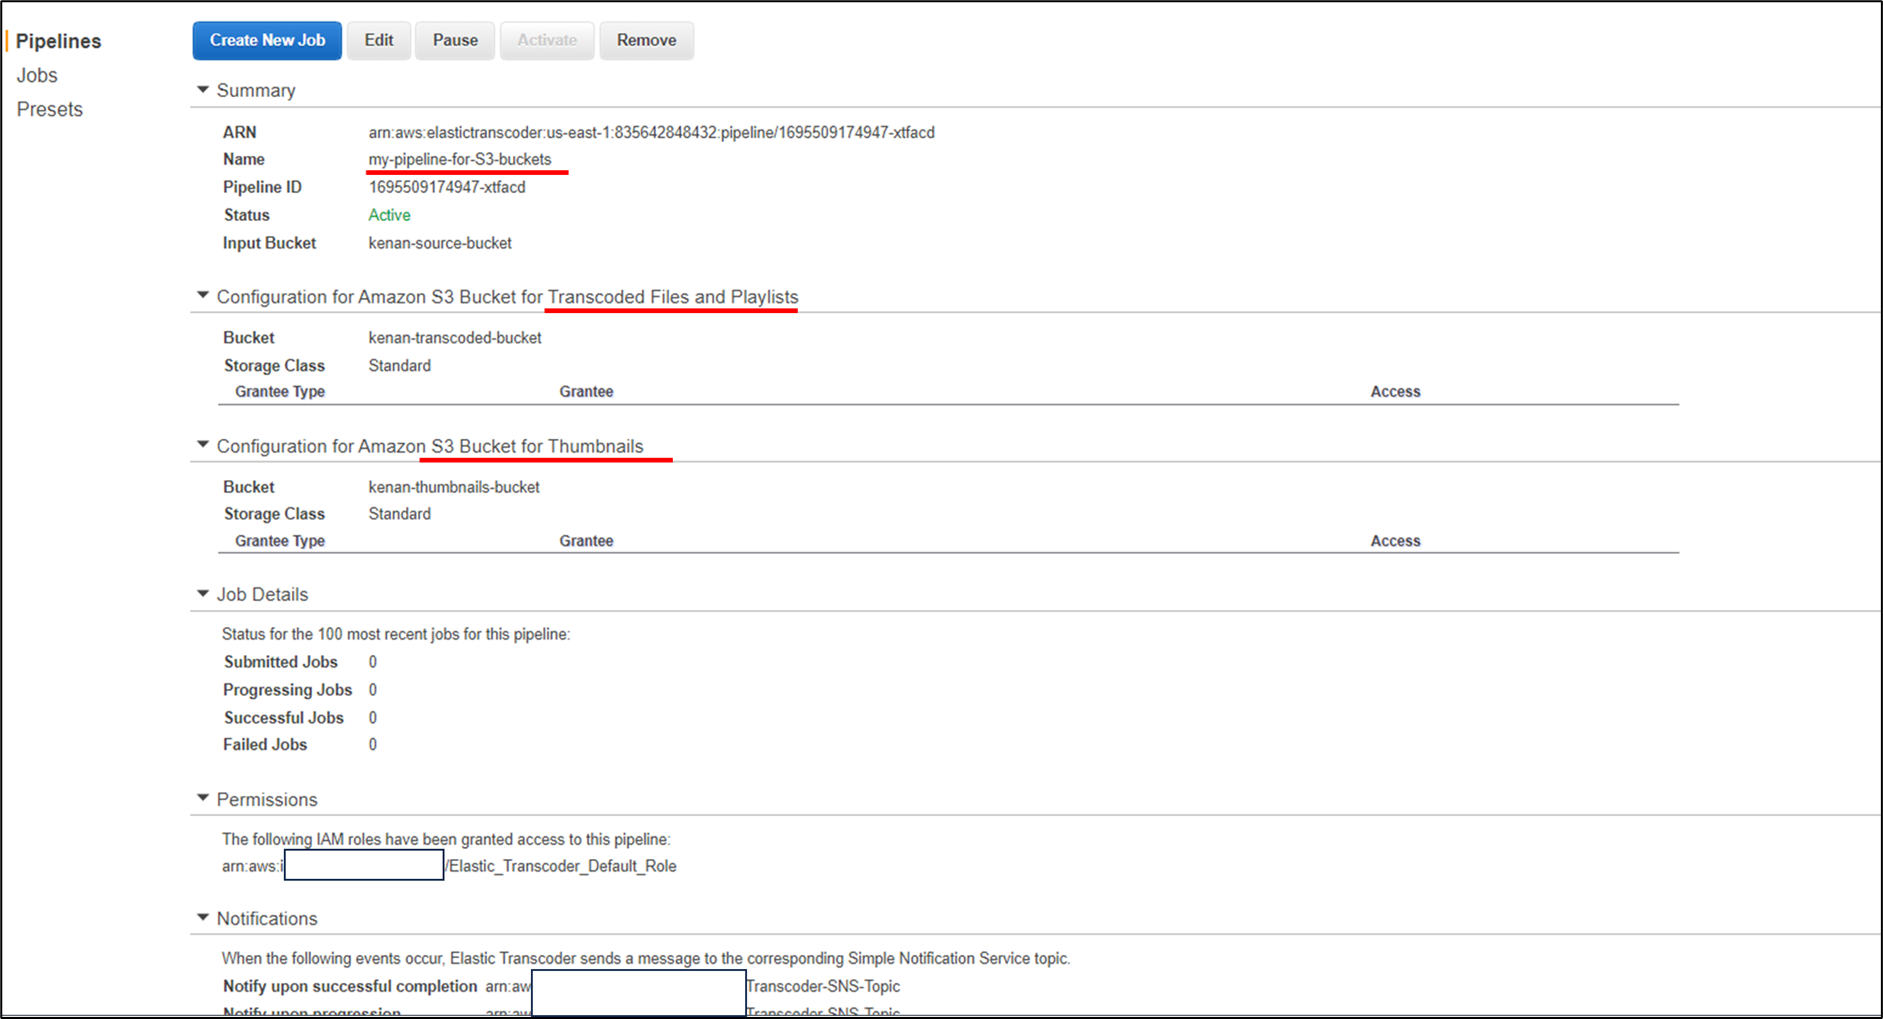 Pipelines
Jobs
Presets
Create New Job Edit Pause Activate Remove
Summary
ARN arn:aws:elastictranscoder:us-east-1:835642848432:pipeline/1695509174947-xtfacd
Name my-pipeline-for-S3-buckets
Pipeline ID 1695509174947-xtfacd
Status Active
Input Bucket kenan-source-bucket
Configuration for Amazon S3 Bucket for Transcoded Files and Playlists
Bucket kenan-transcoded-bucket
Storage Class Standard
Grantee Type Grantee Access
Configuration for Amazon S3 Bucket for Thumbnails
Bucket kenan-thumbnails-bucket
Storage Class Standard
Grantee Type Grantee Access
Job Details
Status for the 100 most recent jobs for this pipeline:
Submitted Jobs 0
Progressing Jobs 0
Successful Jobs 0
Failed Jobs 0
Permissions
The following IAM roles have been granted access to this pipeline:
arn:aws:i /Elastic_Transcoder_Default_Role
Notifications
When the following events occur, Elastic Transcoder sends a message to the corresponding Simple Notification Service topic.
Notify upon successful completion arn:aw Transcoder-SNS-Topic
Notify upon progression arn:aw Transcoder-SNS-Topic